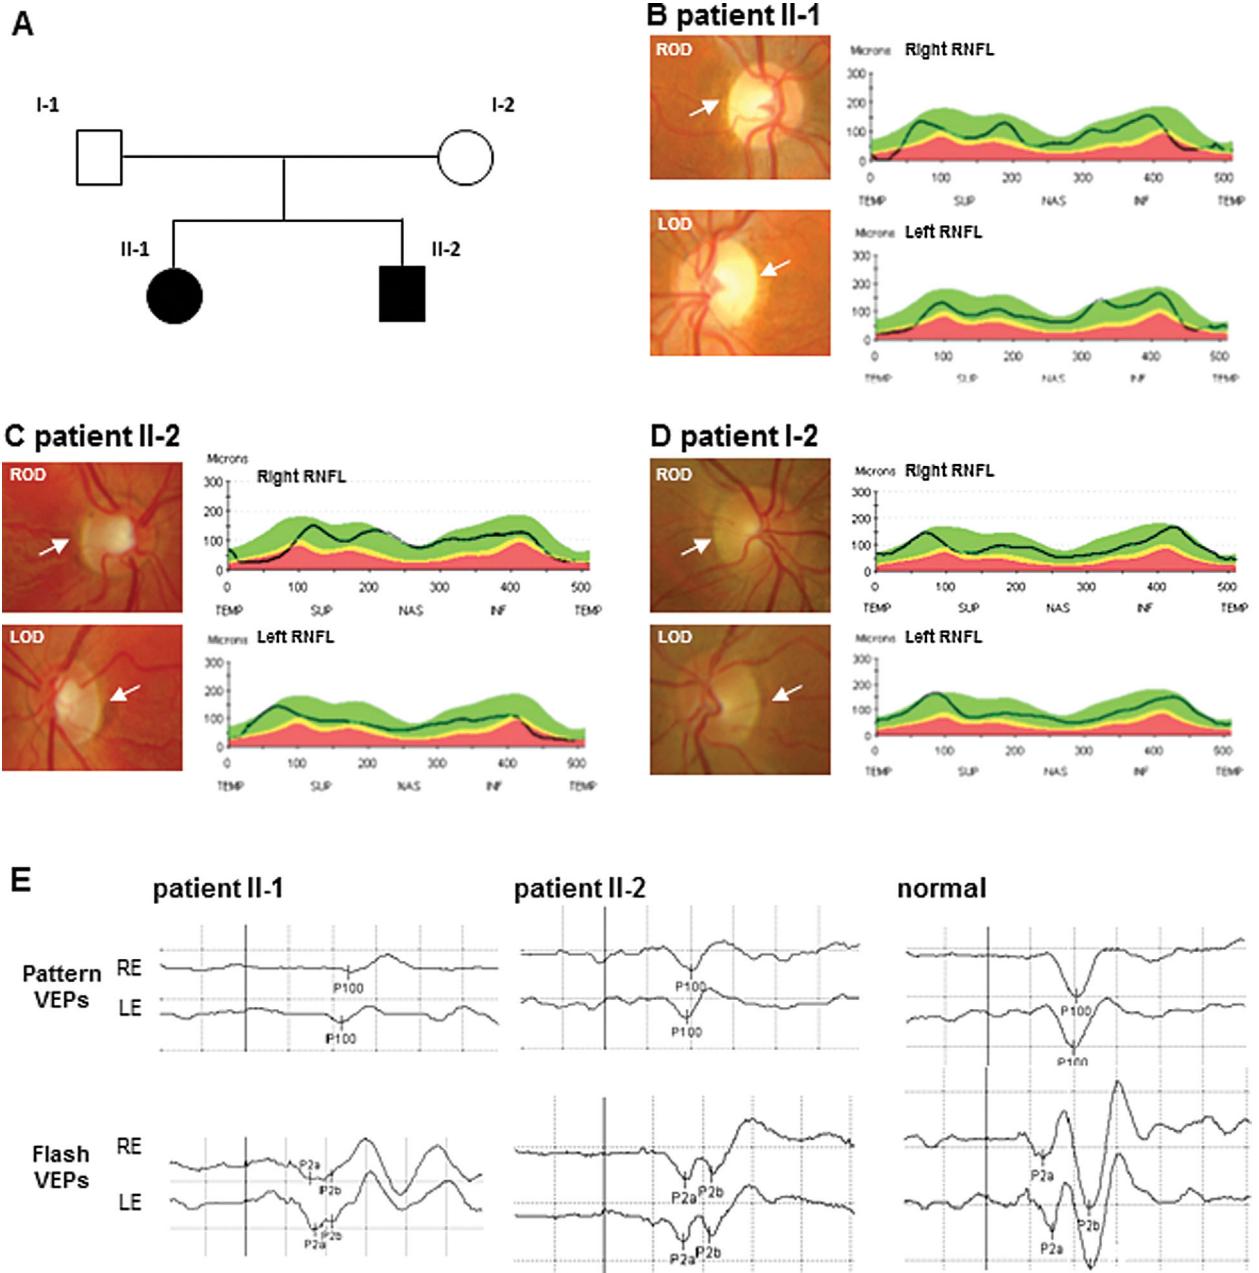 A
I-1
I-2
II-1
II-2
B patient II-1
ROD
Microns Right RNFL
300
200
100
0
0 100 200 300 400 500
TEMP SUP NAS INF TEMP
LOD
Microns Left RNFL
300
200
100
0
0 100 200 300 400 500
TEMP SUP NAS INF TEMP
C patient II-2
ROD
Microns
Right RNFL
300
200
100
0
0 100 200 300 400 500
TEMP SUP NAS INF TEMP
LOD
Microns Left RNFL
300
200
100
0
0 100 200 300 400 500
TEMP SUP NAS INF TEMP
D patient I-2
ROD
Microns Right RNFL
300
200
100
0
0 100 200 300 400 500
TEMP SUP NAS INF TEMP
LOD
Microns Left RNFL
300
200
100
0
0 100 200 300 400 500
TEMP SUP NAS INF TEMP
E
patient II-1 patient II-2 normal
Pattern VEPs
RE
P100
P100
P100
LE
P100
P100
P100
Flash VEPs
RE
P2a
P2b
P2a
P2b
P2a
LE
P2a
P2b
P2a
P2b
P2a
P2b